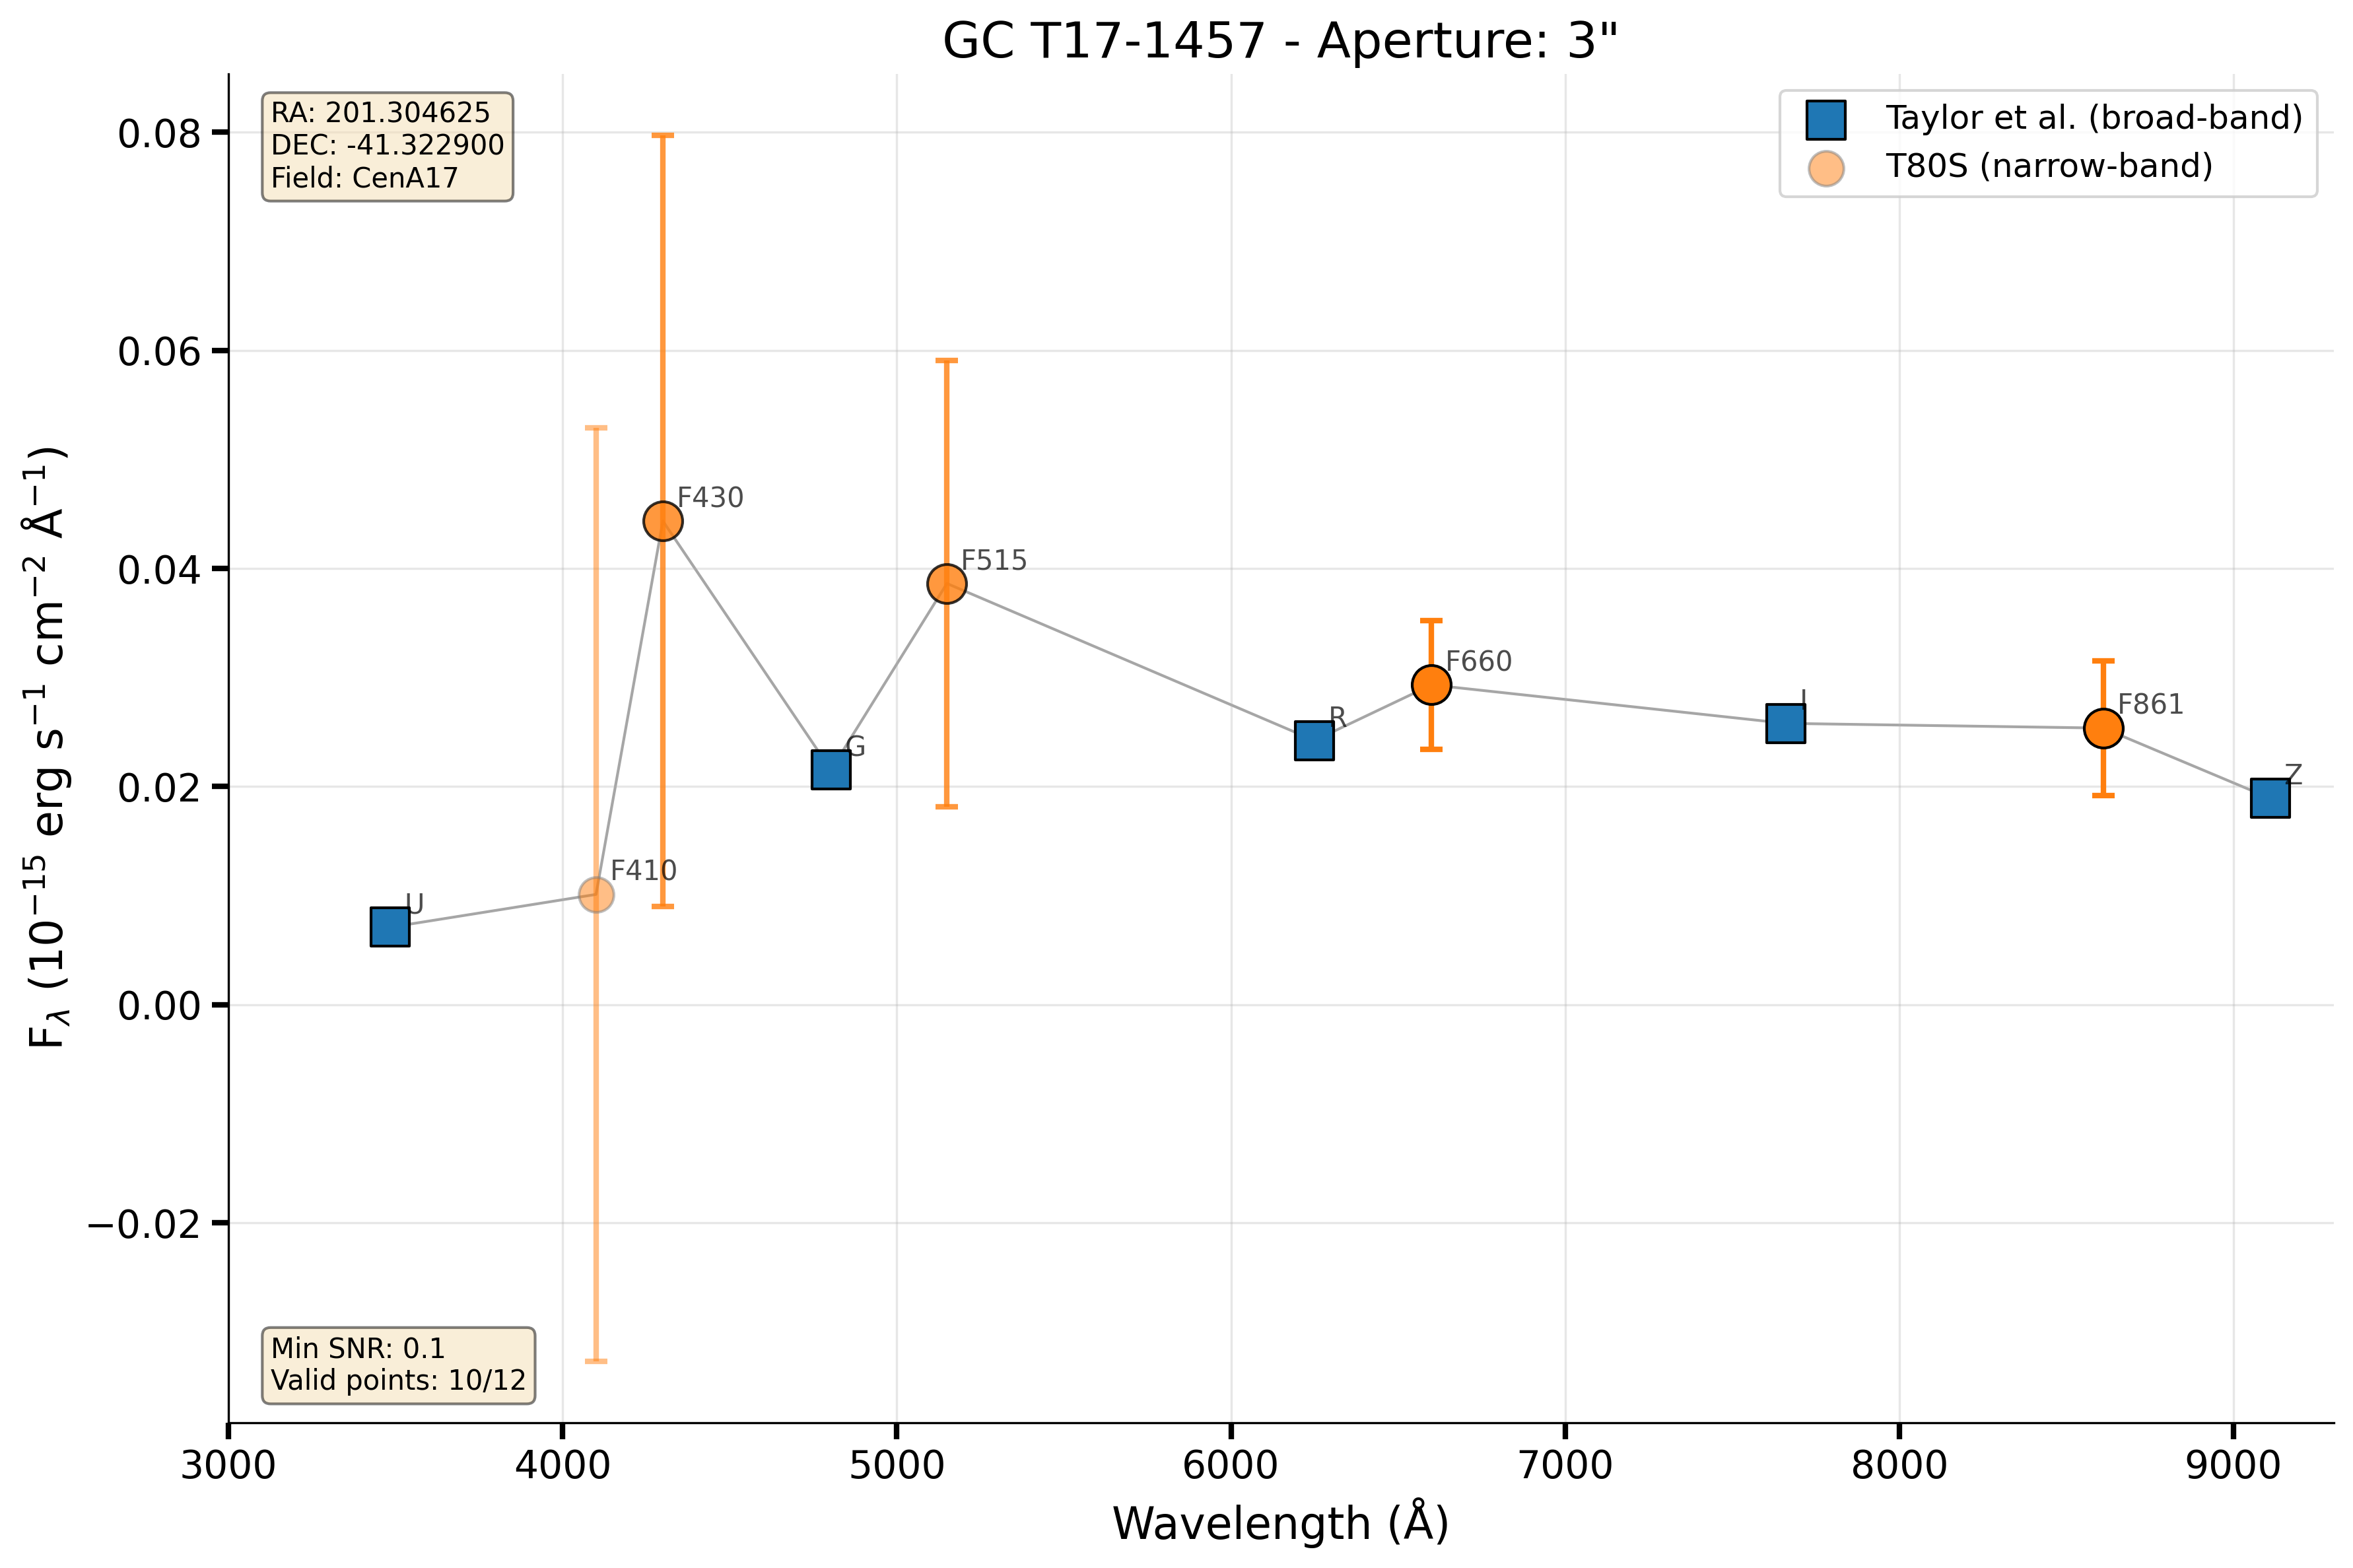 GC T17-1457 - Aperture: 3"
RA: 201.304625
DEC: -41.322900
Field: CenA17
Taylor et al. (broad-band)
T80S (narrow-band)
0.08
0.06
0.04
0.02
0.00
−0.02
F430
F515
F660
R
I
F861
G
Z
F410
U
Min SNR: 0.1
Valid points: 10/12
3000
4000
5000
6000
7000
8000
9000
Wavelength (Å)
Fλ (10⁻¹⁵ erg s⁻¹ cm⁻² Å⁻¹)